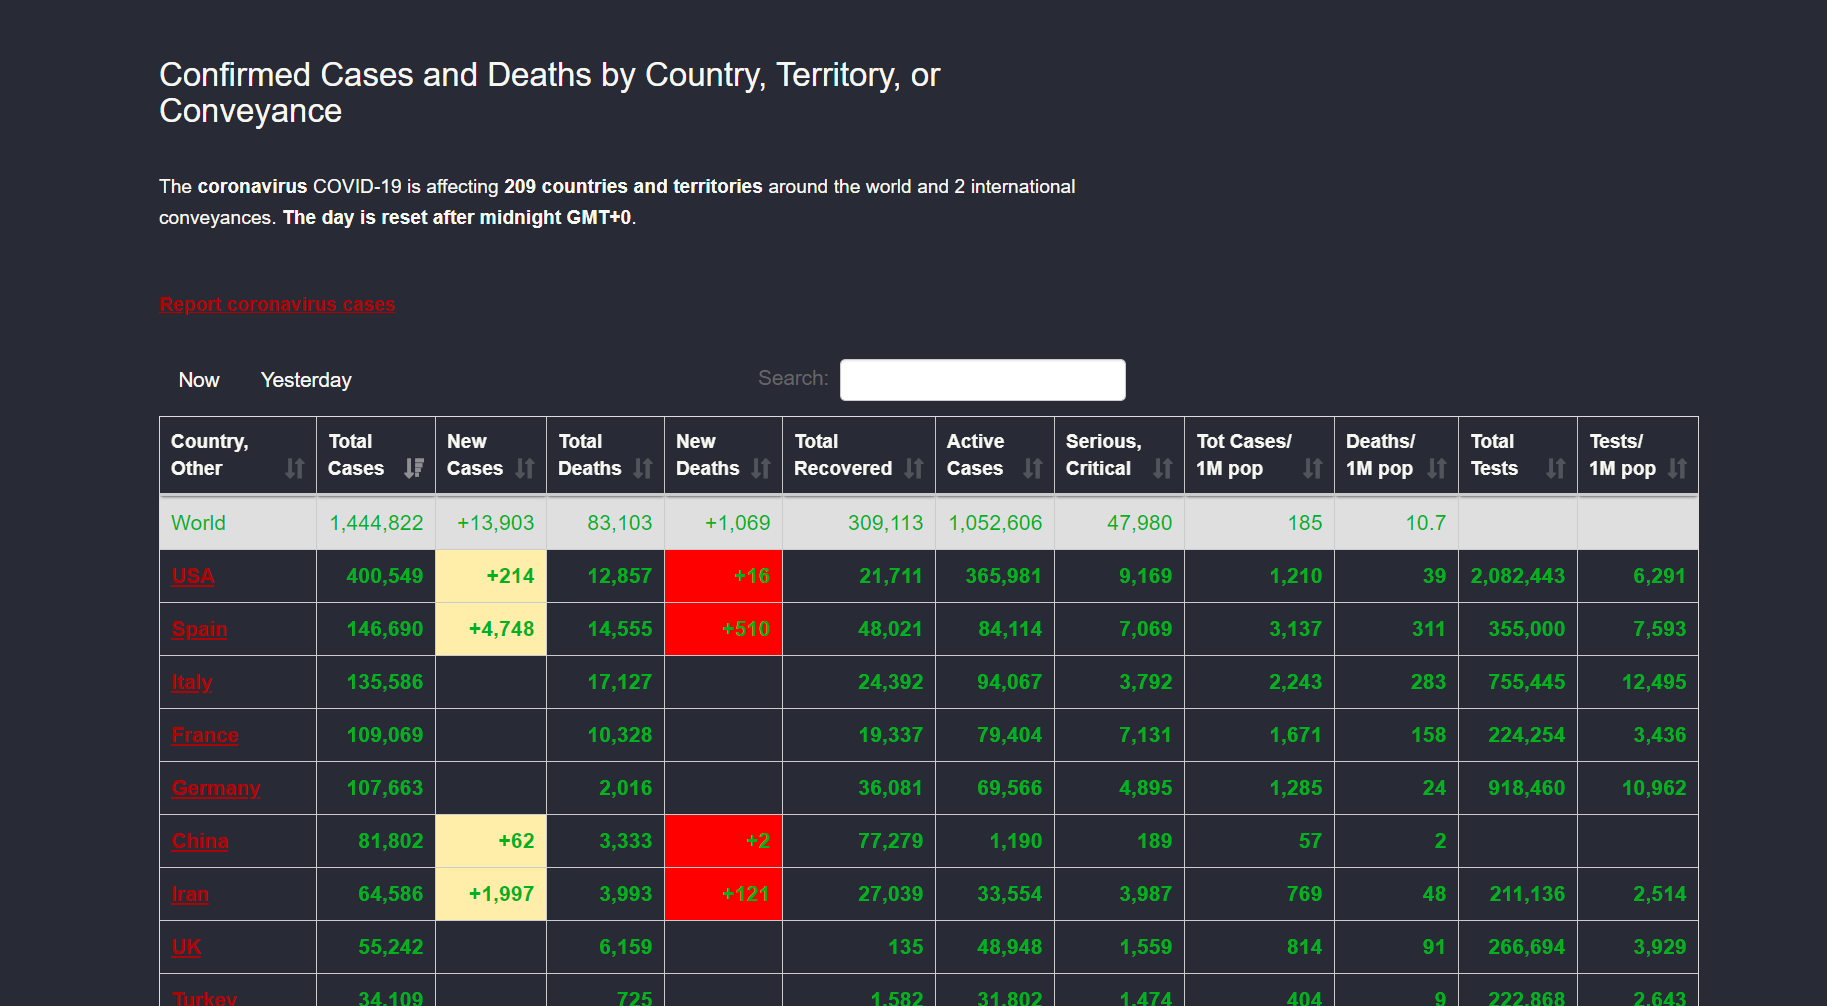 Confirmed Cases and Deaths by Country, Territory, or
Conveyance
The coronavirus COVID-19 is affecting 209 countries and territories around the world and 2 international
conveyances. The day is reset after midnight GMT+0.
Report coronavirus cases
Now Yesterday Search:
Country, Total New Total New Total Active Serious, Tot Cases/ Deaths/ Total Tests/
Other Cases Cases Deaths Deaths Recovered Cases Critical 1M pop 1M pop Tests 1M pop
World 1,444,822 +13,903 83,103 +1,069 309,113 1,052,606 47,980 185 10.7
USA 400,549 +214 12,857 +16 21,711 365,981 9,169 1,210 39 2,082,443 6,291
Spain 146,690 +4,748 14,555 +510 48,021 84,114 7,069 3,137 311 355,000 7,593
Italy 135,586 17,127 24,392 94,067 3,792 2,243 283 755,445 12,495
France 109,069 10,328 19,337 79,404 7,131 1,671 158 224,254 3,436
Germany 107,663 2,016 36,081 69,566 4,895 1,285 24 918,460 10,962
China 81,802 +62 3,333 +2 77,279 1,190 189 57 2
Iran 64,586 +1,997 3,993 +121 27,039 33,554 3,987 769 48 211,136 2,514
UK 55,242 6,159 135 48,948 1,559 814 91 266,694 3,929
Turkey 34,109 725 1,582 31,802 1,474 404 9 222,868 2,643